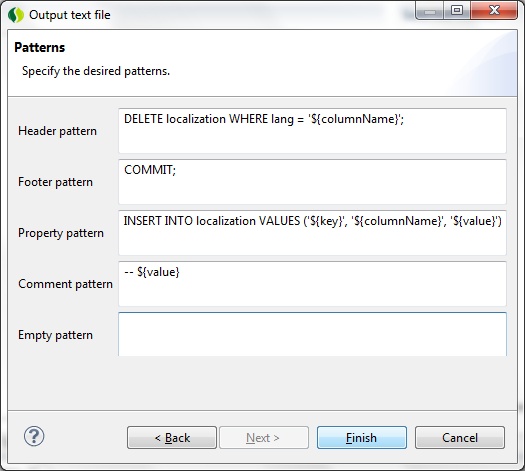 Output text file
Patterns
Specify the desired patterns.
Header pattern
DELETE localization WHERE lang = '${columnName}';
Footer pattern
COMMIT;
Property pattern
INSERT INTO localization VALUES ('${key}', '${columnName}', '${value}')
Comment pattern
-- ${value}
Empty pattern
?
< Back
Next >
Finish
Cancel